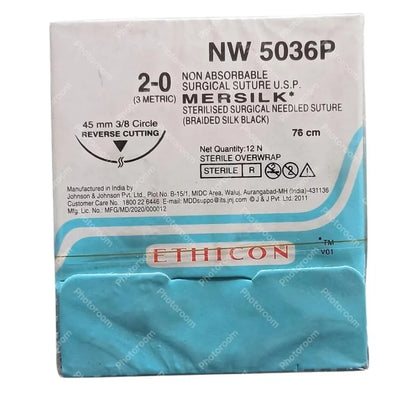 NW 5036P
2-0
(3 METRIC)
NON ABSORBABLE
SURGICAL SUTURE U.S.P.
MERSILK*
STERILISED SURGICAL NEEDLED SUTURE
(BRAIDED SILK BLACK)
45 mm 3/8 Circle
REVERSE CUTTING
76 cm
Net Quantity:12 N
STERILE OVERWRAP
STERILE R
Manufactured in India by
Johnson & Johnson Pvt. Ltd., Plot No. B-15/1, MIDC Area, Waluj, Aurangabad-MH (India)-431136
Customer Care No. 1800 22 6446 E-mail: MDDsuppo@its.jnj.com © J & J Pvt Ltd. 2011
Mfg. Lic. No.: MFG/MD/2020/000012
ETHICON
*TM
V01
Photoroom